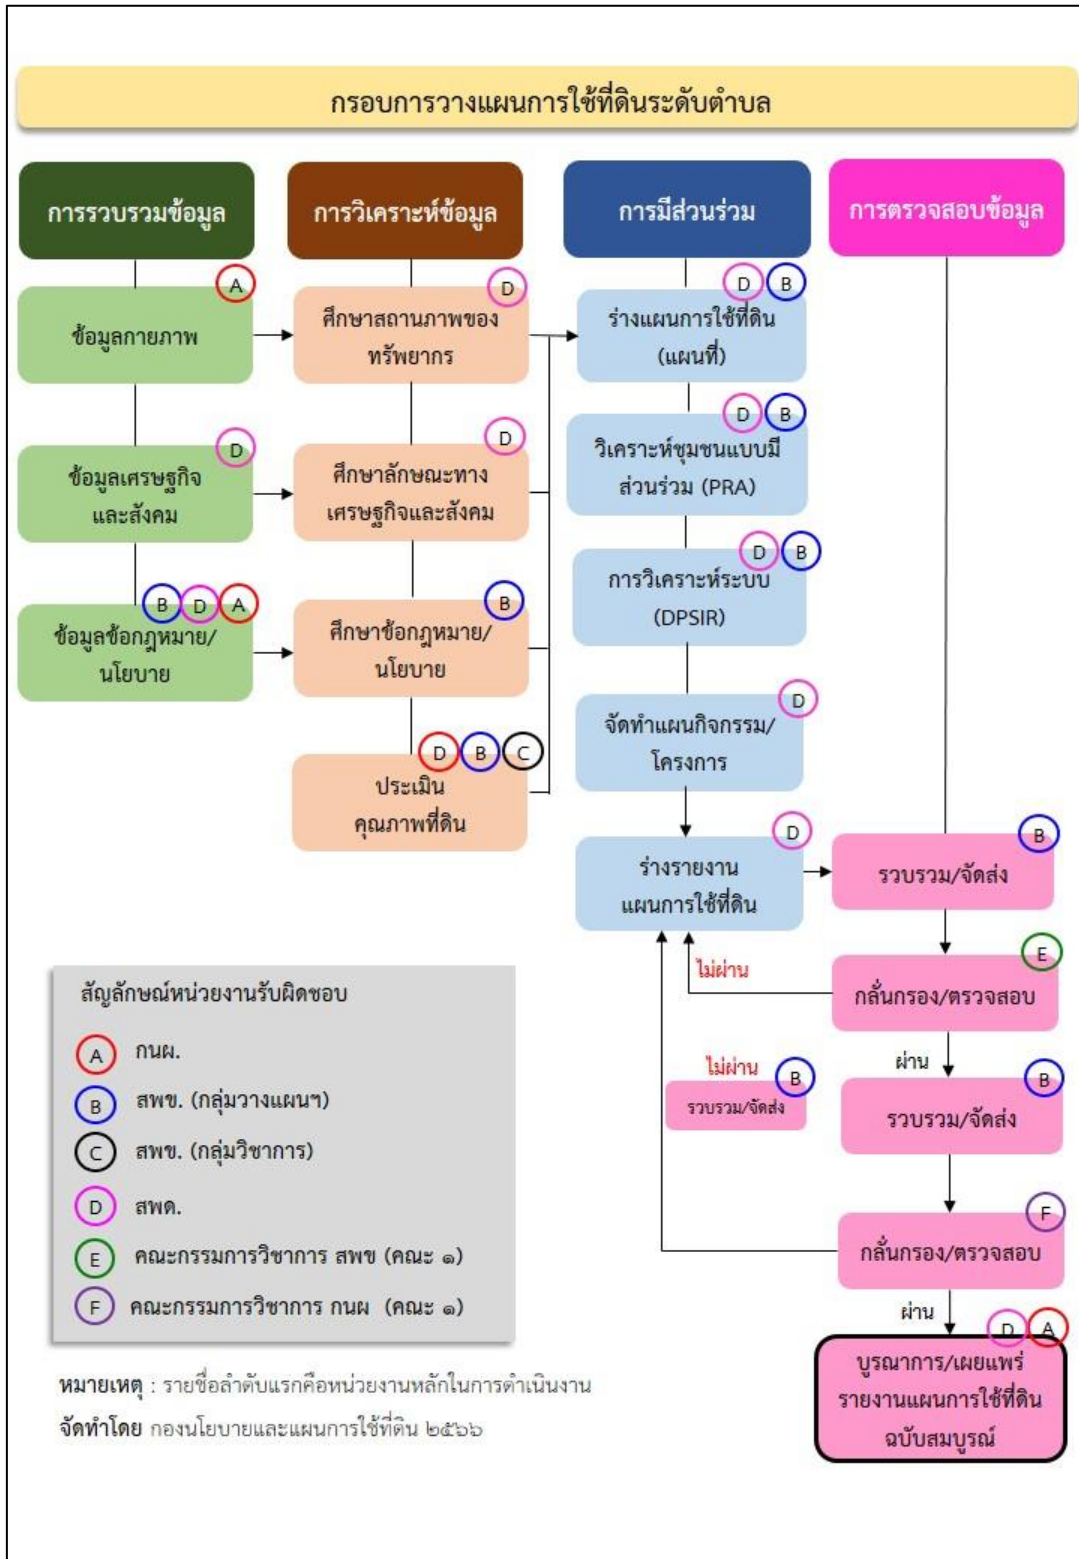 กรอบการวางแผนการใช้ที่ดินระดับตำบล
การรวบรวมข้อมูล
การวิเคราะห์ข้อมูล
การมีส่วนร่วม
การตรวจสอบข้อมูล
A
ข้อมูลกายภาพ
D
ข้อมูลเศรษฐกิจ
และสังคม
B D A
ข้อมูลข้อกฎหมาย/
นโยบาย
D
ศึกษาสถานภาพของ
ทรัพยากร
D
ศึกษาลักษณะทาง
เศรษฐกิจและสังคม
B
ศึกษาข้อกฎหมาย/
นโยบาย
D B C
ประเมิน
คุณภาพที่ดิน
D B
ร่างแผนการใช้ที่ดิน
(แผนที่)
D B
วิเคราะห์ชุมชนแบบมี
ส่วนร่วม (PRA)
D B
การวิเคราะห์ระบบ
(DPSIR)
D
จัดทำแผนกิจกรรม/
โครงการ
D
ร่างรายงาน
แผนการใช้ที่ดิน
B
รวบรวม/จัดส่ง
E
ไม่ผ่าน
กลั่นกรอง/ตรวจสอบ
ผ่าน
ไม่ผ่าน
B
รวบรวม/จัดส่ง
B
รวบรวม/จัดส่ง
F
กลั่นกรอง/ตรวจสอบ
ผ่าน
D A
บูรณาการ/เผยแพร่
รายงานแผนการใช้ที่ดิน
ฉบับสมบูรณ์
สัญลักษณ์หน่วยงานรับผิดชอบ
A กนผ.
B สพข. (กลุ่มวางแผนฯ)
C สพข. (กลุ่มวิชาการ)
D สพด.
E คณะกรรมการวิชาการ สพข (คณะ ๑)
F คณะกรรมการวิชาการ กนผ (คณะ ๑)
หมายเหตุ : รายชื่อลำดับแรกคือหน่วยงานหลักในการดำเนินงาน
จัดทำโดย กองนโยบายและแผนการใช้ที่ดิน ๒๕๖๖